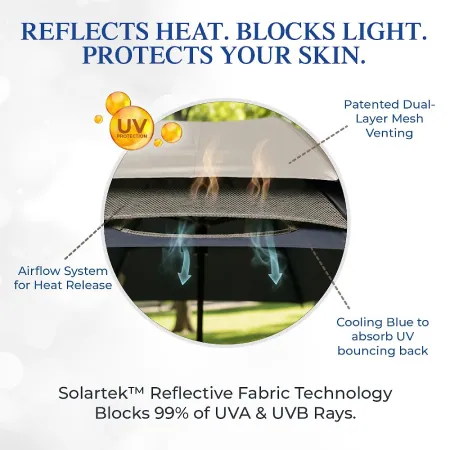 REFLECTS HEAT. BLOCKS LIGHT.
PROTECTS YOUR SKIN.
UV
PROTECTION
Patented Dual-
Layer Mesh
Venting
Airflow System
for Heat Release
Cooling Blue to
absorb UV
bouncing back
Solartek™ Reflective Fabric Technology
Blocks 99% of UVA & UVB Rays.